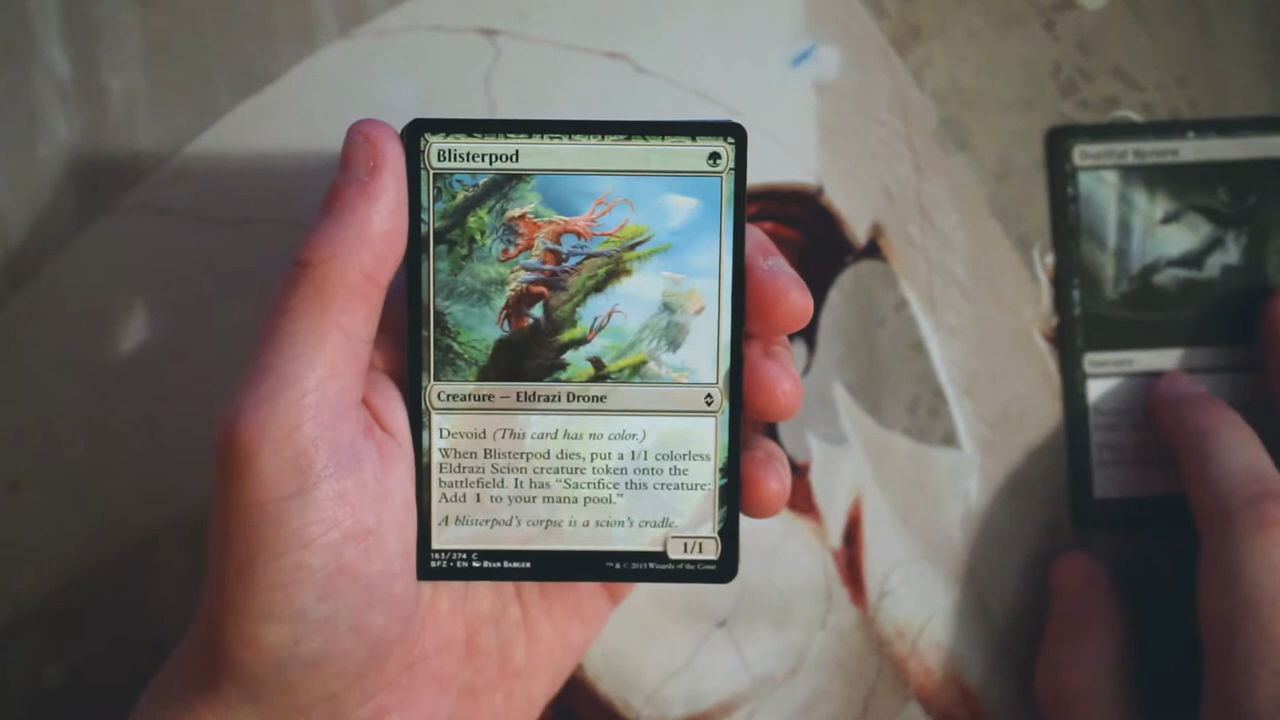 Blisterpod
Creature — Eldrazi Drone
Devoid (This card has no color.)
When Blisterpod dies, put a 1/1 colorless
Eldrazi Scion creature token onto the
battlefield. It has “Sacrifice this creature:
Add 1 to your mana pool.”
A blisterpod’s corpse is a scion’s cradle.
1/1
163/274 C
BFZ • EN Ryan Barger
™ & © 2015 Wizards of the Coast